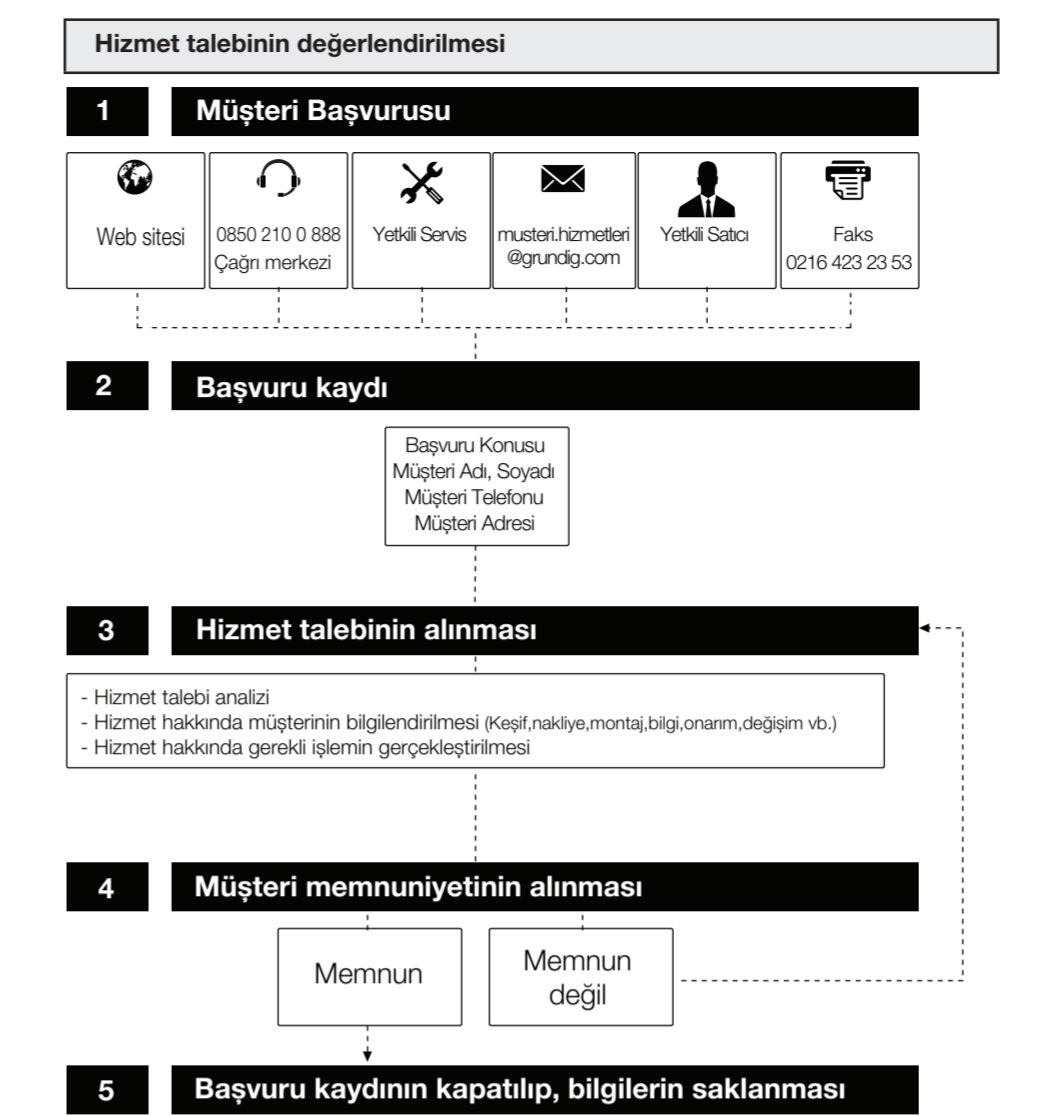 Hizmet talebinin değerlendirilmesi
1 Müşteri Başvurusu
Web sitesi
0850 210 0 888
Çağrı merkezi
Yetkili Servis
musteri.hizmetleri
@grundig.com
Yetkili Satıcı
Faks
0216 423 23 53
2 Başvuru kaydı
Başvuru Konusu
Müşteri Adı, Soyadı
Müşteri Telefonu
Müşteri Adresi
3 Hizmet talebinin alınması
- Hizmet talebi analizi
- Hizmet hakkında müşterinin bilgilendirilmesi (Keşif,nakliye,montaj,bilgi,onarım,değişim vb.)
- Hizmet hakkında gerekli işlemin gerçekleştirilmesi
4 Müşteri memnuniyetinin alınması
Memnun
Memnun
değil
5 Başvuru kaydının kapatılıp, bilgilerin saklanması